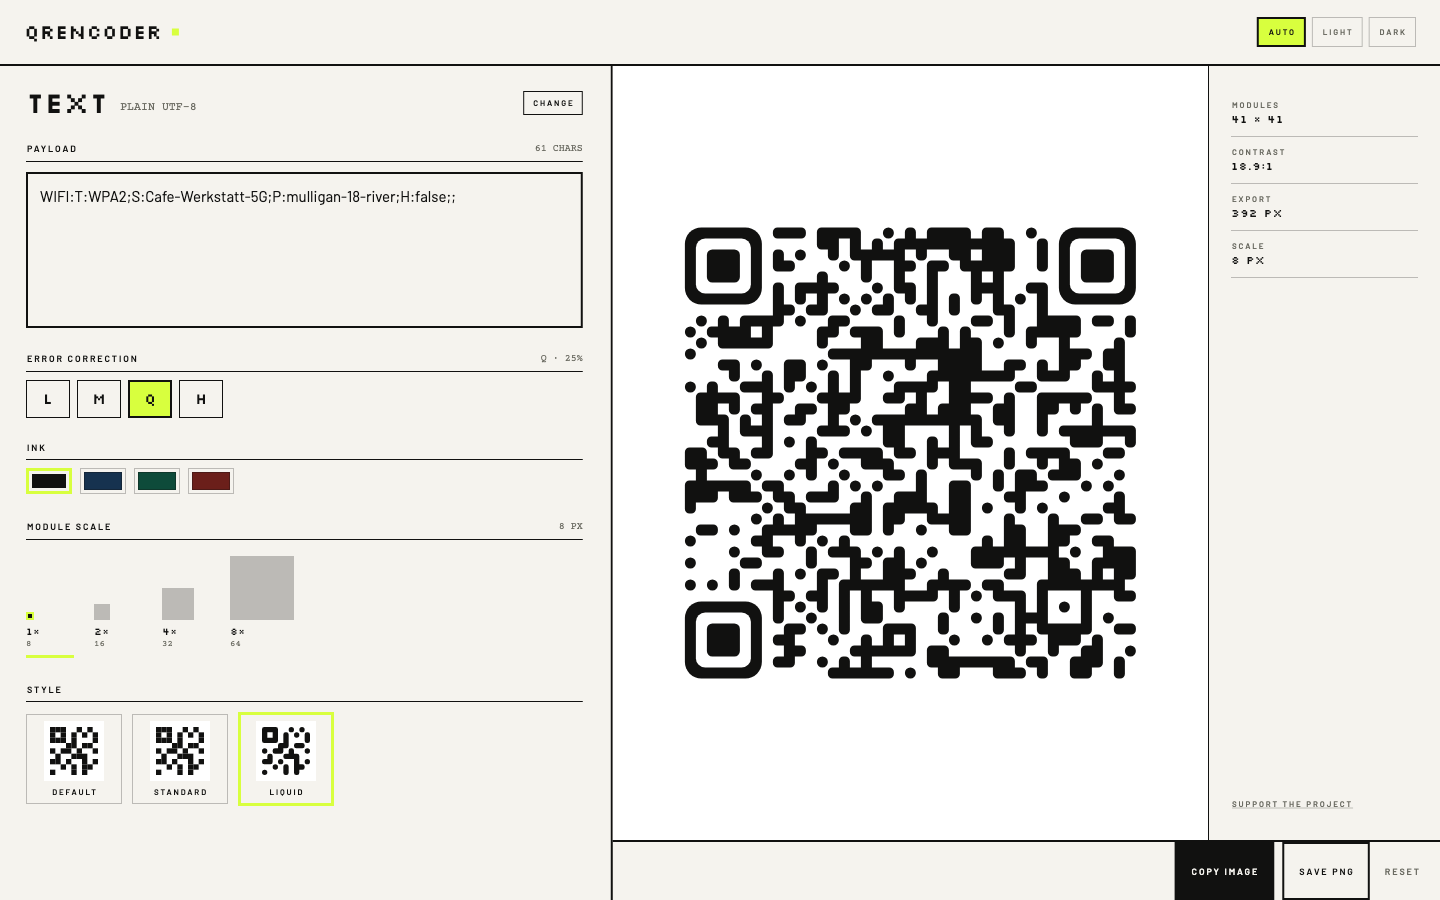 QRENCODER
AUTO LIGHT DARK
TEXT PLAIN UTF-8 CHANGE
PAYLOAD 61 CHARS
WIFI:T:WPA2;S:Cafe-Werkstatt-5G;P:mulligan-18-river;H:false;;
ERROR CORRECTION Q · 25%
L M Q H
INK
MODULE SCALE 8 PX
1× 2× 4× 8×
8 16 32 64
STYLE
DEFAULT STANDARD LIQUID
MODULES
41 × 41
CONTRAST
18.9:1
EXPORT
392 PX
SCALE
8 PX
SUPPORT THE PROJECT
COPY IMAGE SAVE PNG RESET